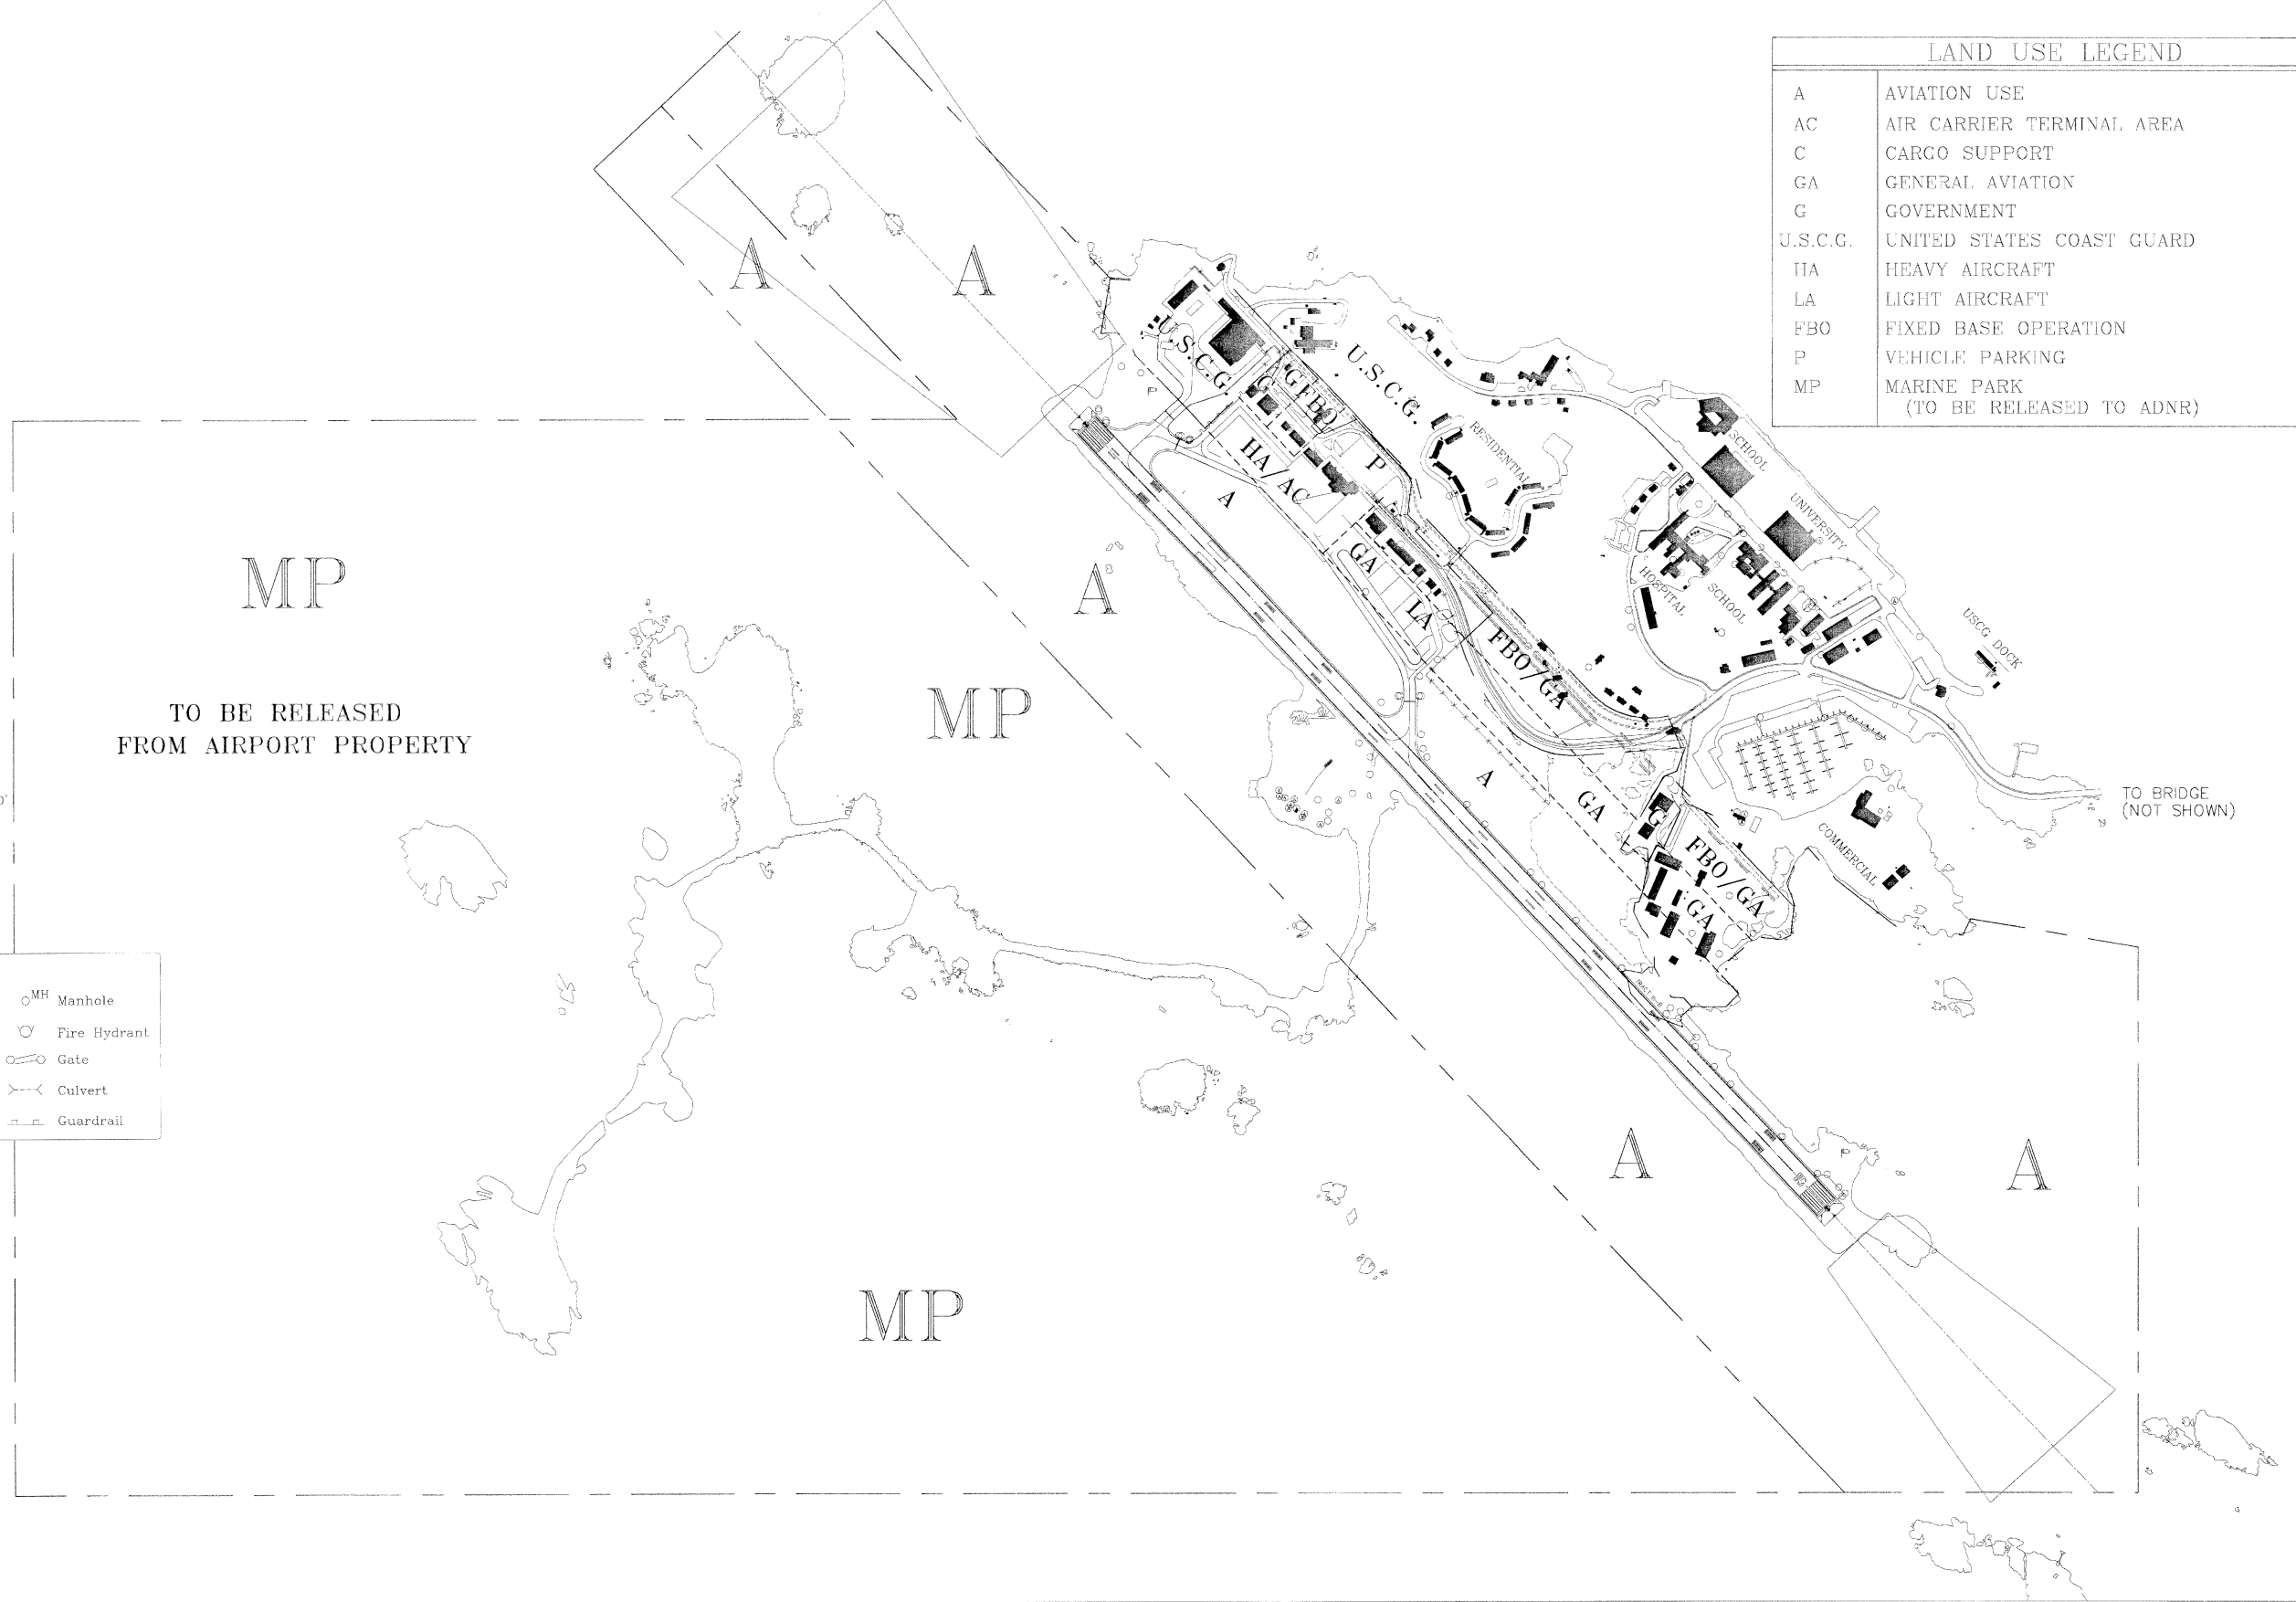 LAND USE LEGEND
A AVIATION USE
AC AIR CARRIER TERMINAL AREA
C CARGO SUPPORT
GA GENERAL AVIATION
G GOVERNMENT
U.S.C.G. UNITED STATES COAST GUARD
HA HEAVY AIRCRAFT
LA LIGHT AIRCRAFT
FBO FIXED BASE OPERATION
P VEHICLE PARKING
MP MARINE PARK
(TO BE RELEASED TO ADNR)
A
A
U.S.C.G.
U.S.C.G.
G
G
FBO
P
HA/AC
A
RESIDENTIAL
SCHOOL
UNIVERSITY
HOSPITAL
SCHOOL
USCG DOCK
GA
LA
FBO/GA
MP
A
MP
TO BE RELEASED
FROM AIRPORT PROPERTY
A
GA
G
FBO/GA
GA
COMMERCIAL
TO BRIDGE
(NOT SHOWN)
MH Manhole
Fire Hydrant
Gate
Culvert
Guardrail
A
A
MP